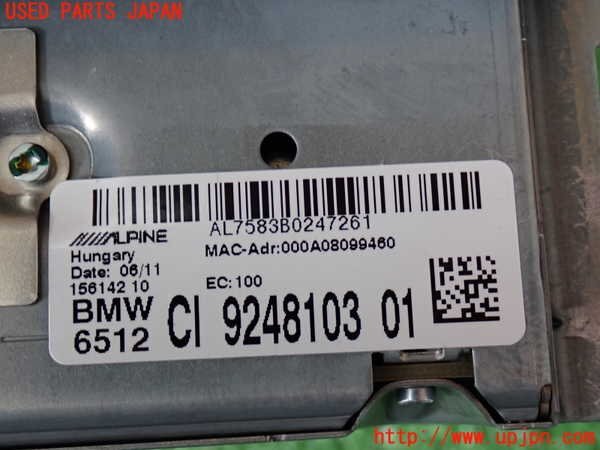 USED PARTS JAPAN
AL7583B0247261
ALPINE
MAC-Adr:000A08099460
Hungary
Date: 06/11
156142 10
EC:100
BMW
6512 CI 9248103 01
http://www.upjpn.com/